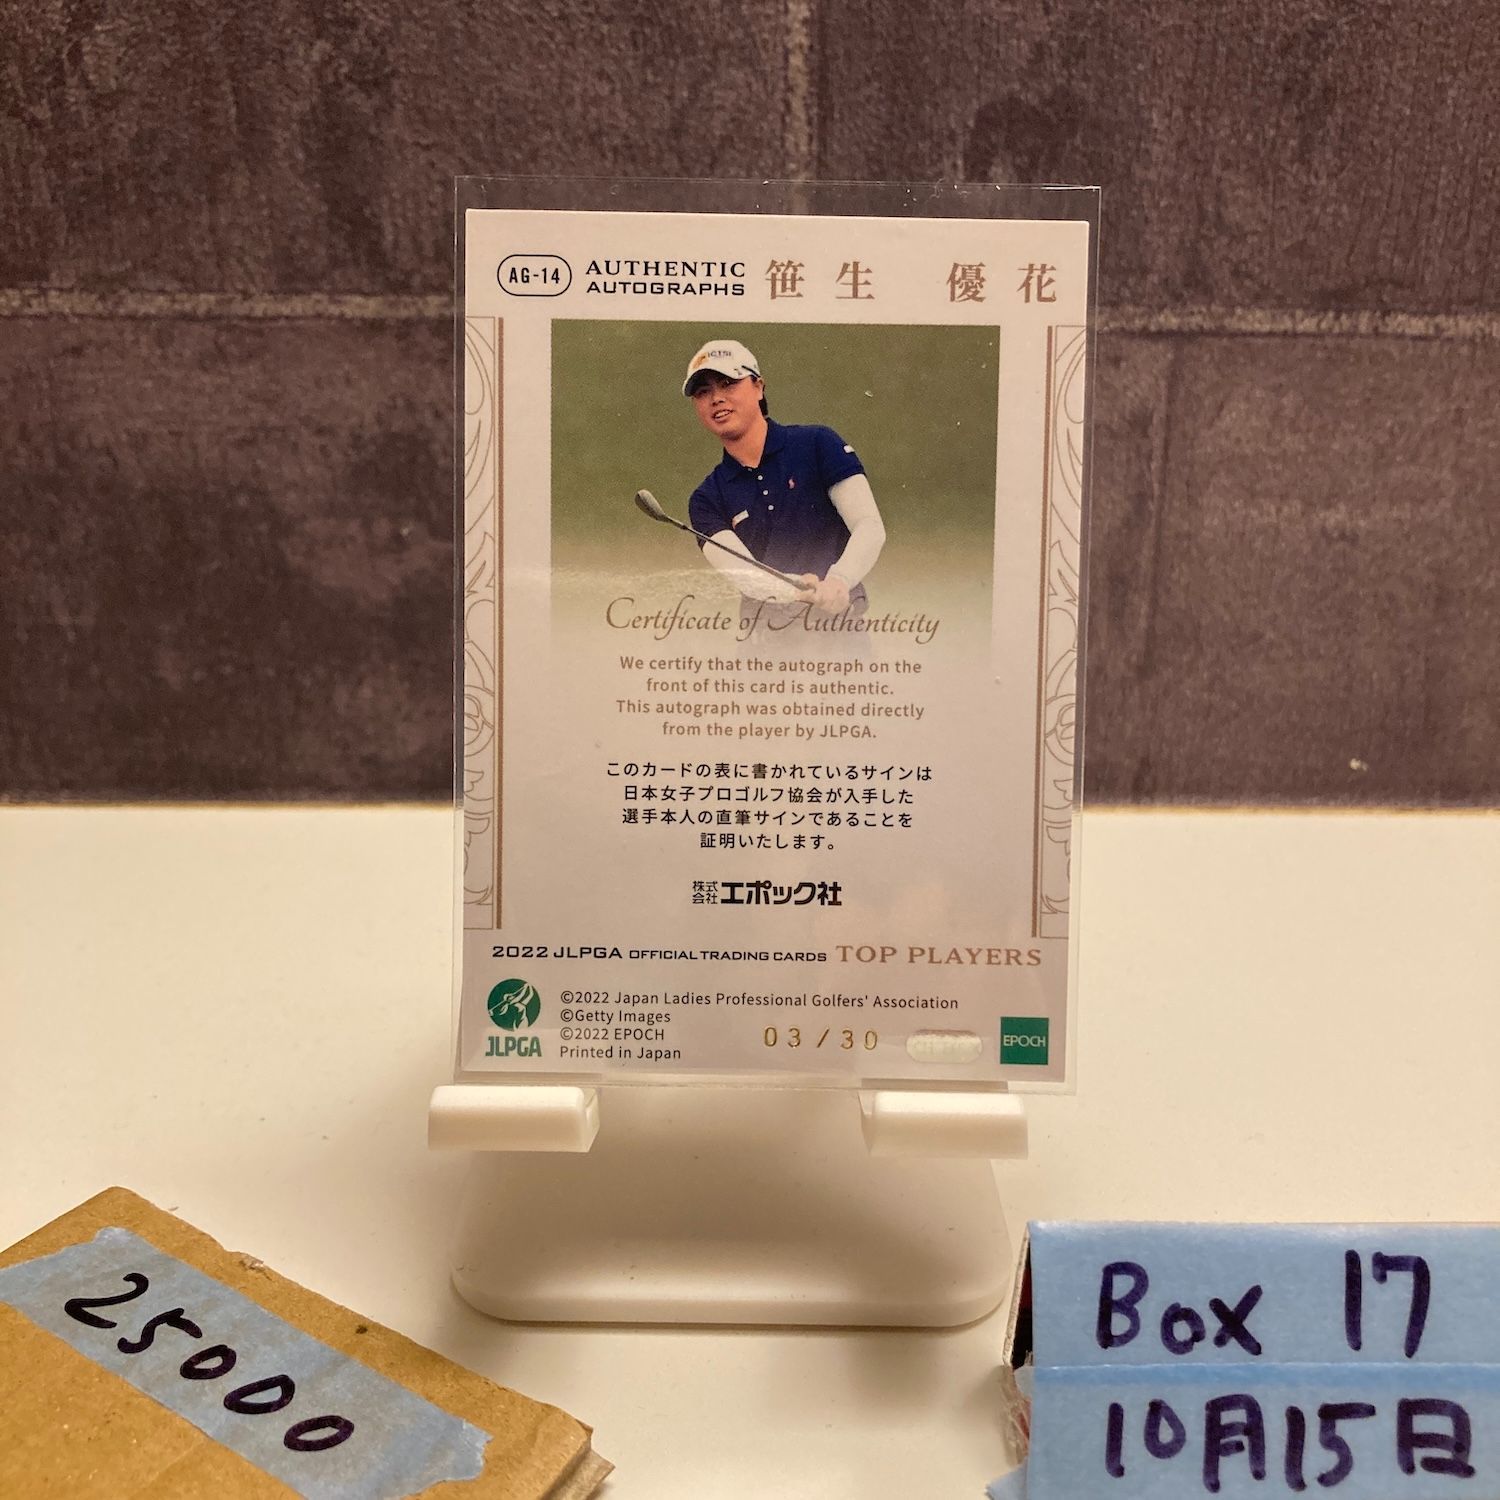 AG-14 AUTHENTIC AUTOGRAPHS 笹生 優花
ICTSI
Certificate of Authenticity
We certify that the autograph on the
front of this card is authentic.
This autograph was obtained directly
from the player by JLPGA.
このカードの表に書かれているサインは
日本女子プロゴルフ協会が入手した
選手本人の直筆サインであることを
証明いたします。
株式会社エポック社
2022 JLPGA OFFICIAL TRADING CARDS TOP PLAYERS
©2022 Japan Ladies Professional Golfers' Association
©Getty Images
©2022 EPOCH
Printed in Japan
JLPGA
03/30
EPOCH
25000
Box 17
10月15日